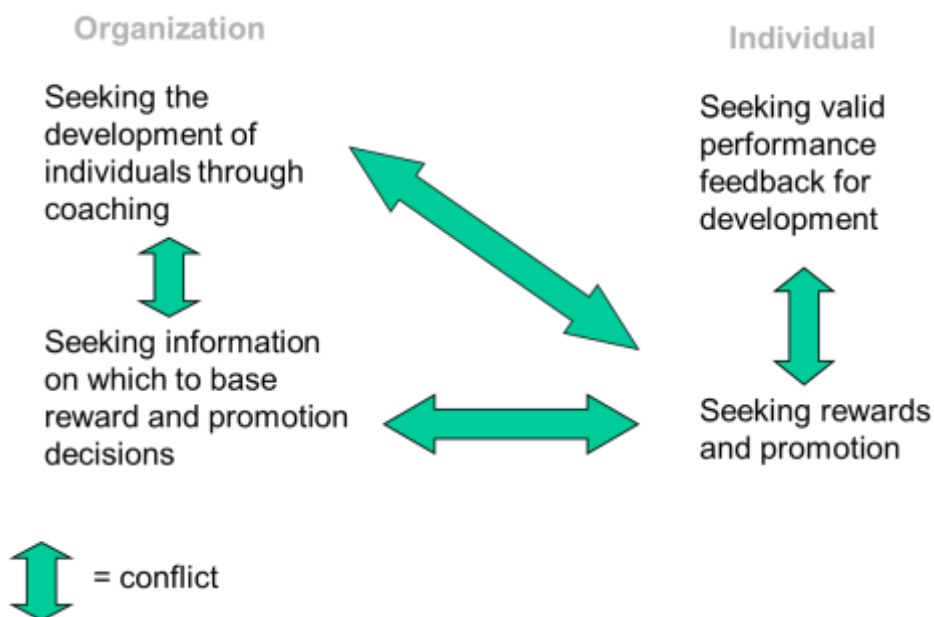 Organization
Individual
Seeking the
development of
individuals through
coaching
Seeking valid
performance
feedback for
development
Seeking information
on which to base
reward and promotion
decisions
Seeking rewards
and promotion
= conflict